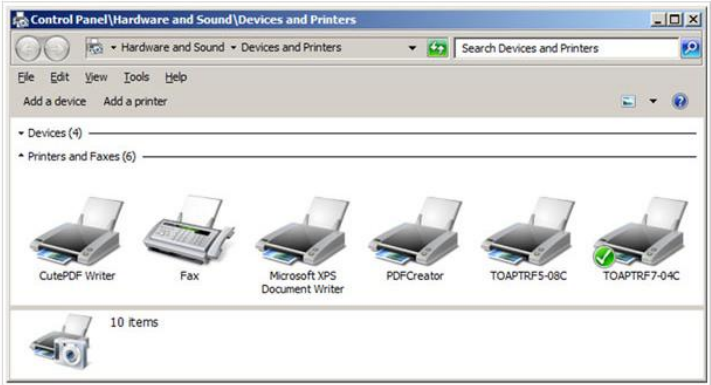 Control Panel\Hardware and Sound\Devices and Printers
Hardware and Sound Devices and Printers Search Devices and Printers
File Edit View Tools Help
Add a device Add a printer
Devices (4)
Printers and Faxes (6)
CutePDF Writer Fax Microsoft XPS PDFCreator TOAPTRF5-08C TOAPTRF7-04C
Document Writer
10 items